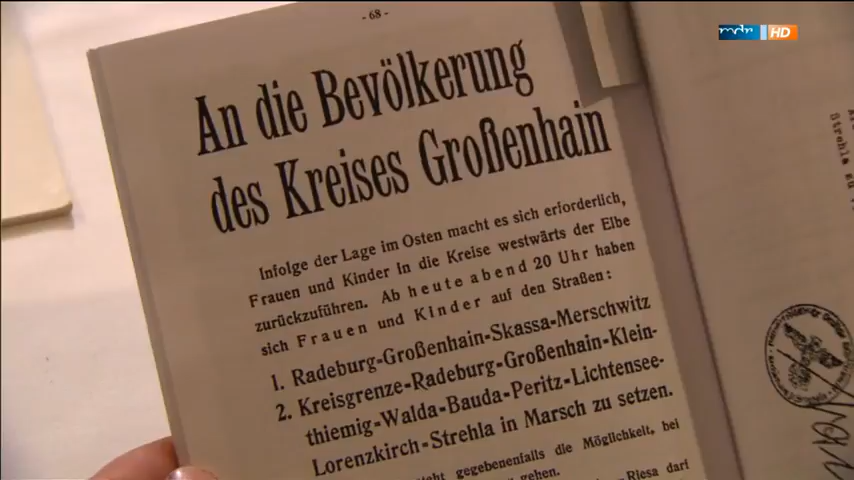 - 68 -
mdr HD
An die Bevölkerung
des Kreises Großenhain
Infolge der Lage im Osten macht es sich erforderlich,
Frauen und Kinder in die Kreise westwärts der Elbe
zurückzuführen. Ab heute abend 20 Uhr haben
sich Frauen und Kinder auf den Straßen:
1. Radeburg-Großenhain-Skassa-Merschwitz
2. Kreisgrenze-Radeburg-Großenhain-Klein-
thiemig-Walda-Bauda-Peritz-Lichtensee-
Lorenzkirch-Strehla in Marsch zu setzen.
gegebenenfalls die Möglichkeit, bei
gehen.
Riesa darf
Strehla zu